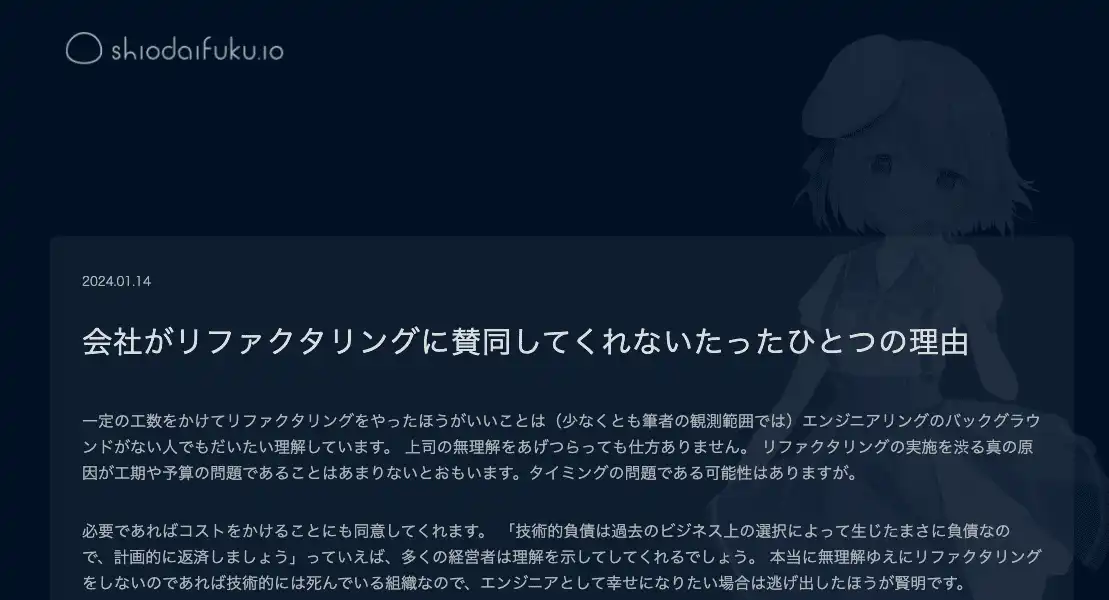 shiodaifuku.io
2024.01.14
会社がリファクタリングに賛同してくれないたったひとつの理由
一定の工数をかけてリファクタリングをやったほうがいいことは（少なくとも筆者の観測範囲では）エンジニアリングのバックグラウ
ンドがない人でもだいたい理解しています。 上司の無理解をあげつらっても仕方ありません。 リファクタリングの実施を渋る真の原
因が工期や予算の問題であることはあまりないとおもいます。タイミングの問題である可能性はありますが。
必要であればコストをかけることにも同意してくれます。 「技術的負債は過去のビジネス上の選択によって生じたまさに負債なの
で、計画的に返済しましょう」っていえば、多くの経営者は理解を示してしてくれるでしょう。 本当に無理解ゆえにリファクタリング
をしないのであれば技術的には死んでいる組織なので、エンジニアとして幸せになりたい場合は逃げ出したほうが賢明です。